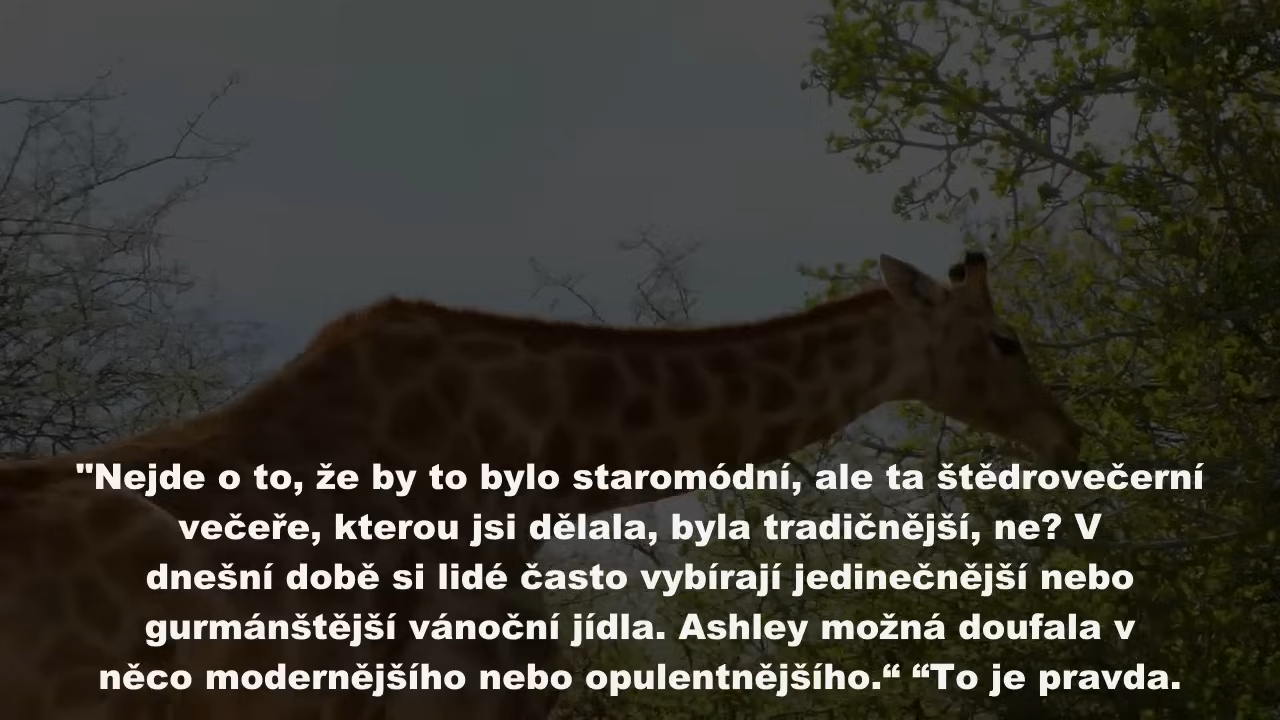 "Nejde o to, že by to bylo staromódní, ale ta štědrovečerní
večeře, kterou jsi dělala, byla tradičnější, ne? V
dnešní době si lidé často vybírají jedinečnější nebo
gurmánštější vánoční jídla. Ashley možná doufala v
něco modernějšího nebo opulentnějšího.“ “To je pravda.